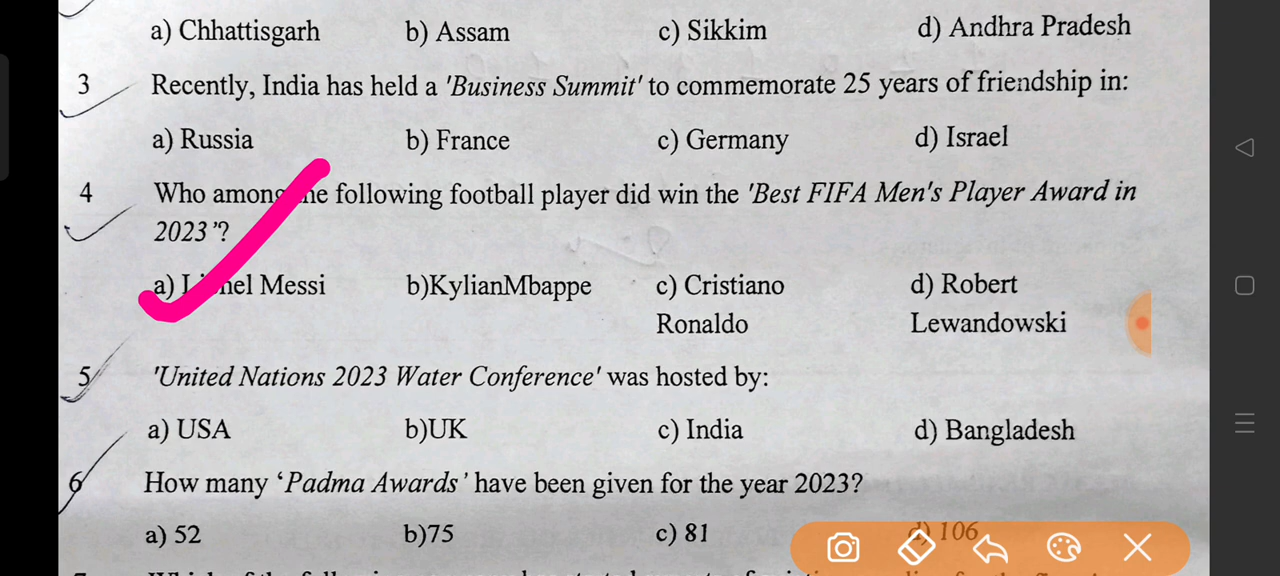 a) Chhattisgarh b) Assam c) Sikkim d) Andhra Pradesh
3 Recently, India has held a 'Business Summit' to commemorate 25 years of friendship in:
a) Russia b) France c) Germany d) Israel
4 Who among following football player did win the 'Best FIFA Men's Player Award in
2023'?
a) Lionel Messi b)KylianMbappe c) Cristiano d) Robert
Ronaldo Lewandowski
5 'United Nations 2023 Water Conference' was hosted by:
a) USA b)UK c) India d) Bangladesh
6 How many ‘Padma Awards’ have been given for the year 2023?
a) 52 b)75 c) 81 d) 106